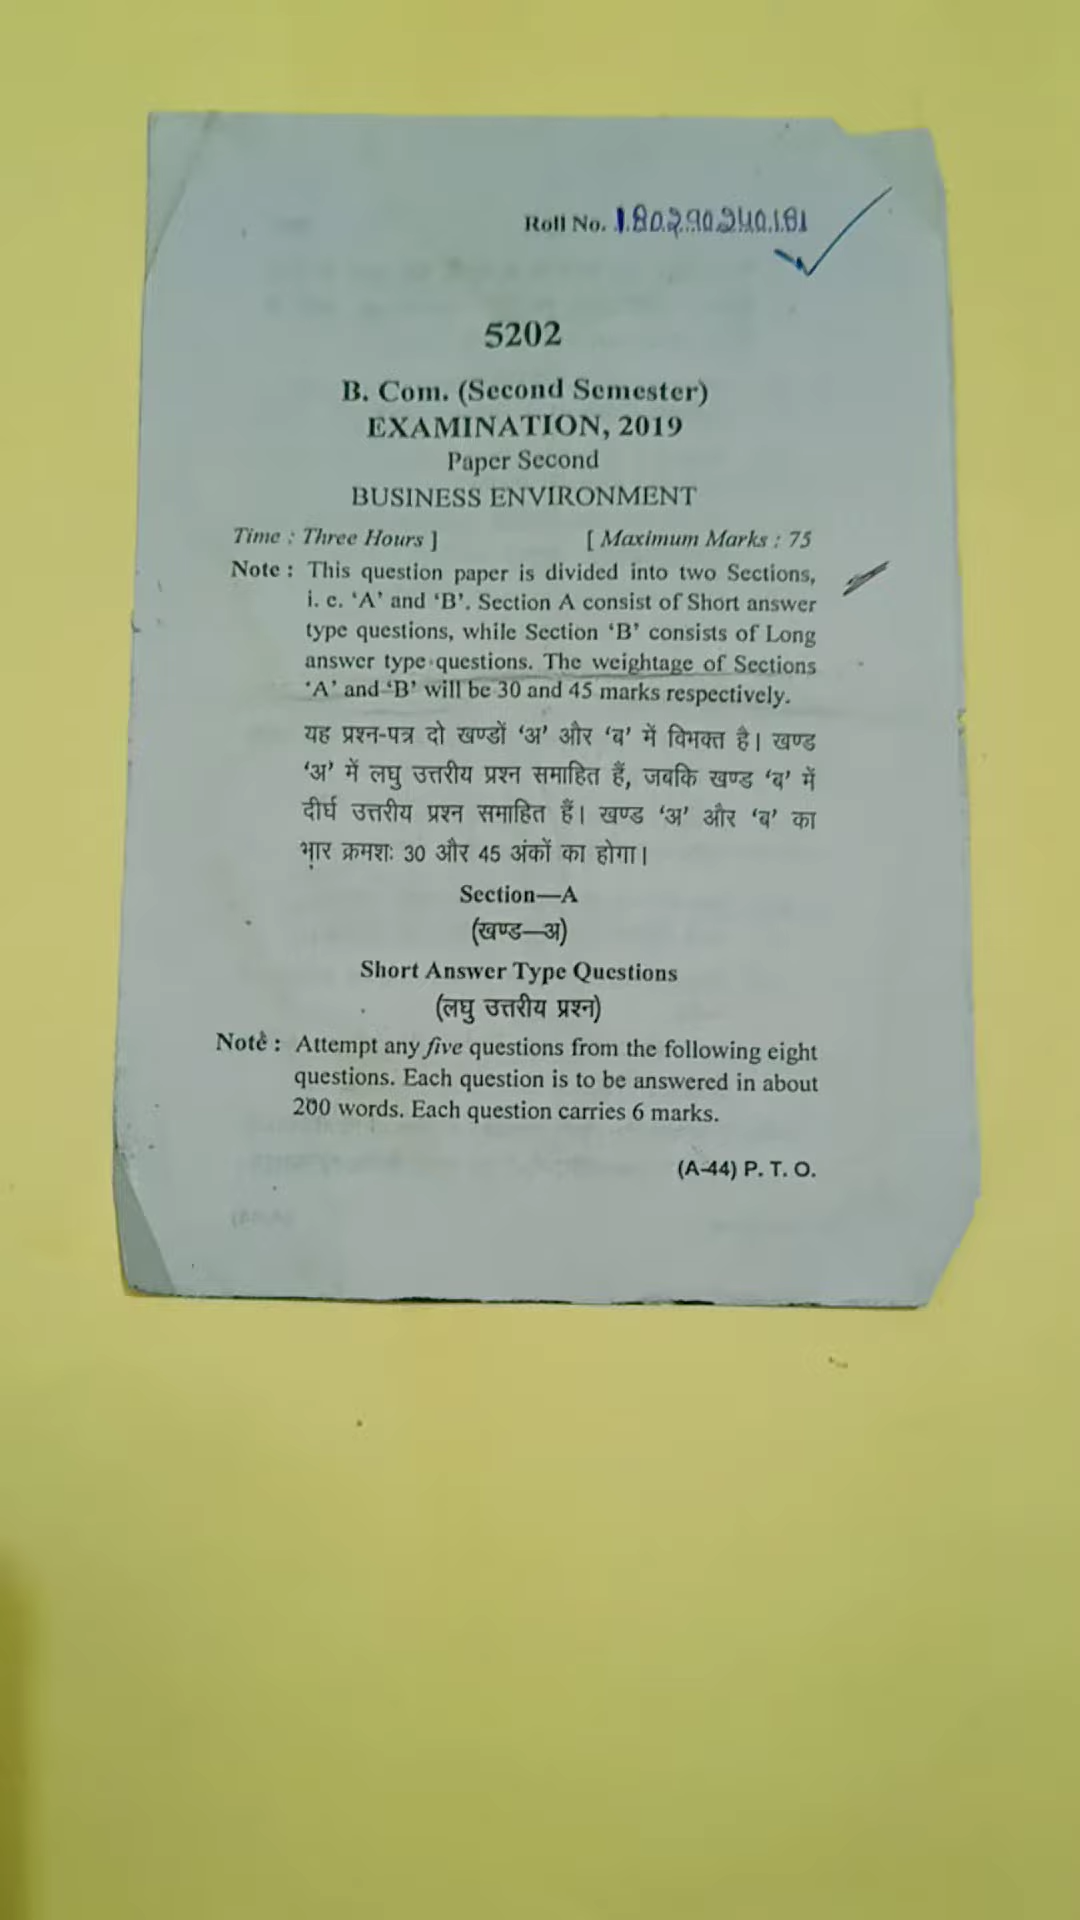 Roll No. 180290240181
5202
B. Com. (Second Semester)
EXAMINATION, 2019
Paper Second
BUSINESS ENVIRONMENT
Time : Three Hours ] [ Maximum Marks : 75
Note : This question paper is divided into two Sections,
i. e. ‘A’ and ‘B’. Section A consist of Short answer
type questions, while Section ‘B’ consists of Long
answer type questions. The weightage of Sections
‘A’ and ‘B’ will be 30 and 45 marks respectively.
यह प्रश्न-पत्र दो खण्डों ‘अ’ और ‘ब’ में विभक्त है। खण्ड
‘अ’ में लघु उत्तरीय प्रश्न समाहित हैं, जबकि खण्ड ‘ब’ में
दीर्घ उत्तरीय प्रश्न समाहित हैं। खण्ड ‘अ’ और ‘ब’ का
भार क्रमशः 30 और 45 अंकों का होगा।
Section—A
(खण्ड—अ)
Short Answer Type Questions
(लघु उत्तरीय प्रश्न)
Note : Attempt any five questions from the following eight
questions. Each question is to be answered in about
200 words. Each question carries 6 marks.
(A-44) P. T. O.